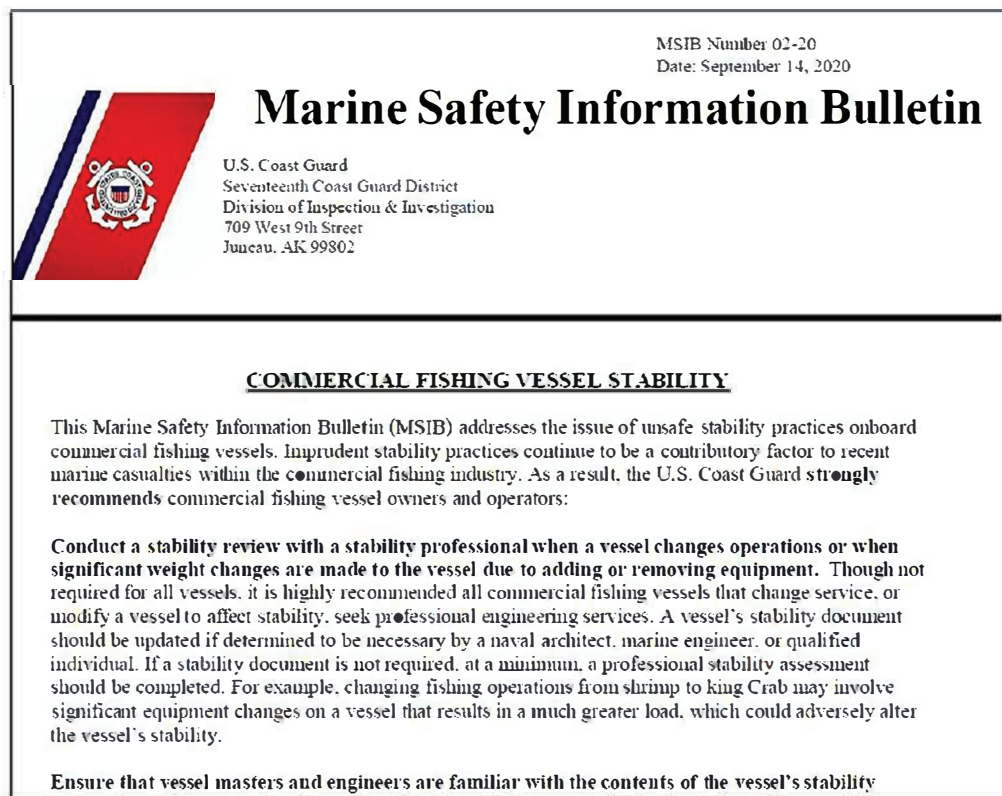 MSIB Number 02-20
Date: September 14, 2020
Marine Safety Information Bulletin
U.S. Coast Guard
Seventeenth Coast Guard District
Division of Inspection & Investigation
709 West 9th Street
Juneau, AK 99802
COMMERCIAL FISHING VESSEL STABILITY
This Marine Safety Information Bulletin (MSIB) addresses the issue of unsafe stability practices onboard
commercial fishing vessels. Imprudent stability practices continue to be a contributory factor to recent
marine casualties within the commercial fishing industry. As a result, the U.S. Coast Guard strongly
recommends commercial fishing vessel owners and operators:
Conduct a stability review with a stability professional when a vessel changes operations or when
significant weight changes are made to the vessel due to adding or removing equipment. Though not
required for all vessels, it is highly recommended all commercial fishing vessels that change service, or
modify a vessel to affect stability, seek professional engineering services. A vessel's stability document
should be updated if determined to be necessary by a naval architect, marine engineer, or qualified
individual. If a stability document is not required, at a minimum, a professional stability assessment
should be completed. For example, changing fishing operations from shrimp to king Crab may involve
significant equipment changes on a vessel that results in a much greater load, which could adversely alter
the vessel's stability.
Ensure that vessel masters and engineers are familiar with the contents of the vessel's stability